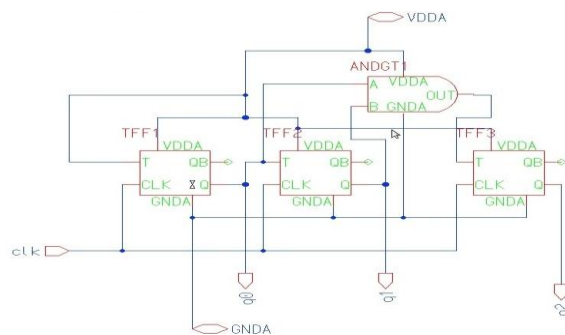 VDDA
ANDGT1
A
VDDA
OUT
B
GNDA
TFF1
VDDA
T
QB
CLK
Q
GNDA
TFF2
VDDA
T
QB
CLK
Q
GNDA
TFF3
VDDA
T
QB
CLK
Q
GNDA
clk
q0
q1
q2
GNDA